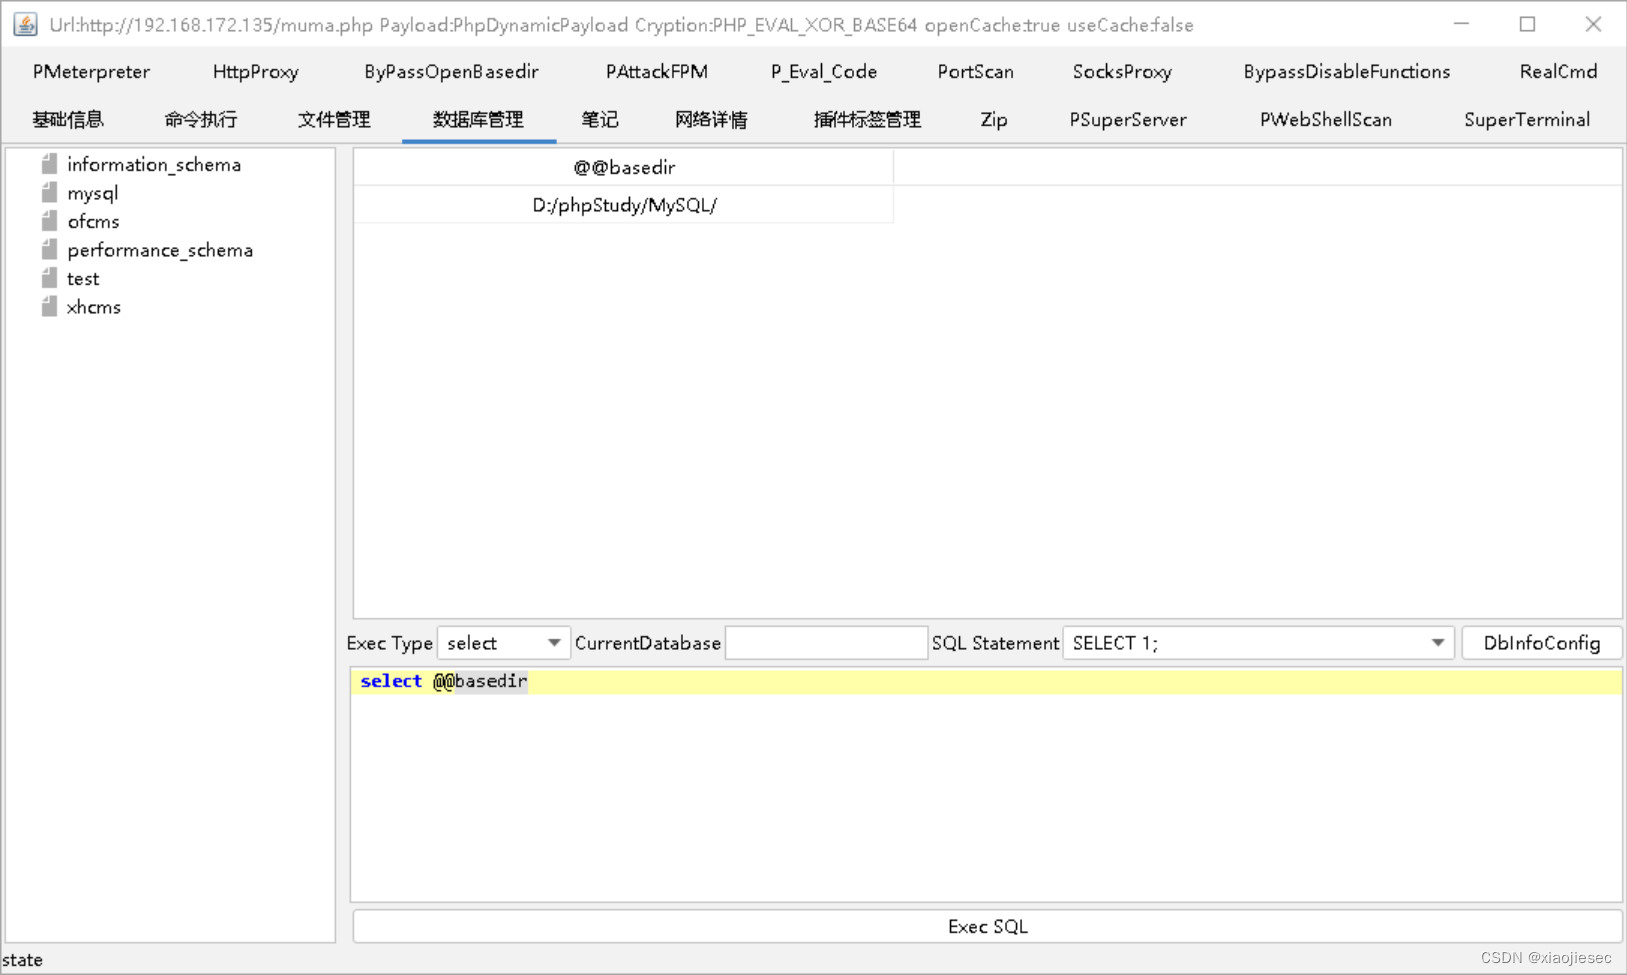 Url:http://192.168.172.135/muma.php Payload:PhpDynamicPayload Cryption:PHP_EVAL_XOR_BASE64 openCache:true useCache:false
PMeterpreter HttpProxy ByPassOpenBasedir PAttackFPM P_Eval_Code PortScan SocksProxy BypassDisableFunctions RealCmd
基础信息 命令执行 文件管理 数据库管理 笔记 网络详情 插件标签管理 Zip PSuperServer PWebShellScan SuperTerminal
information_schema
mysql
ofcms
performance_schema
test
xhcms
@@basedir
D:/phpStudy/MySQL/
Exec Type select CurrentDatabase SQL Statement SELECT 1; DbInfoConfig
select @@basedir
Exec SQL
state
CSDN @xiaojiesec